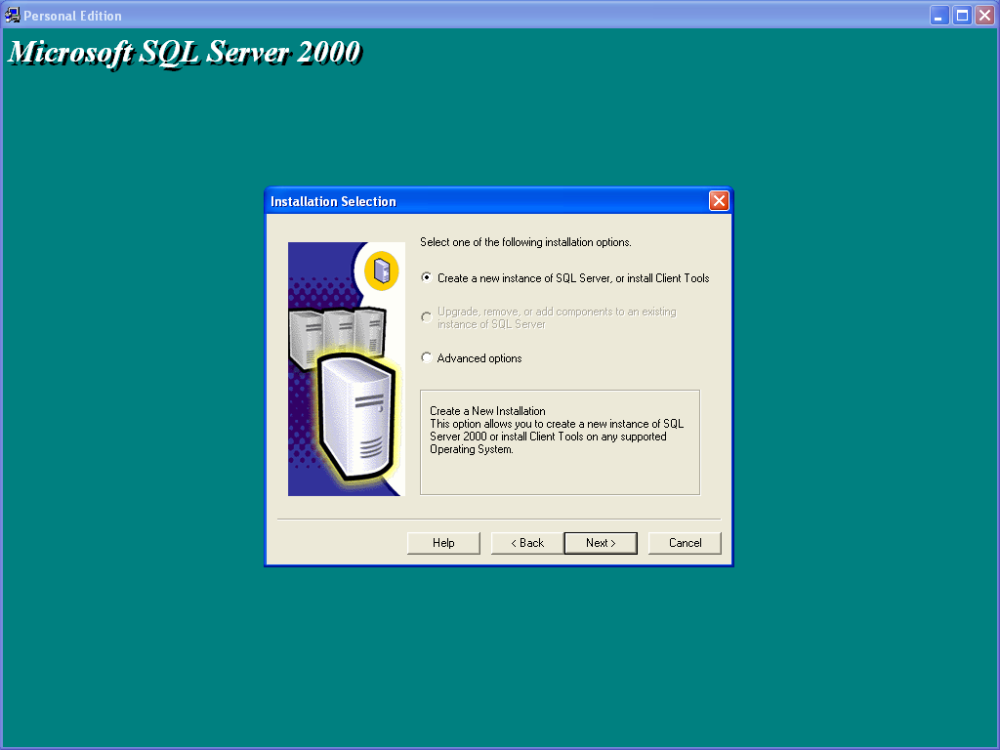 Personal Edition
Microsoft SQL Server 2000
Installation Selection
Select one of the following installation options.
Create a new instance of SQL Server, or install Client Tools
Upgrade, remove, or add components to an existing
instance of SQL Server
Advanced options
Create a New Installation
This option allows you to create a new instance of SQL
Server 2000 or install Client Tools on any supported
Operating System.
Help
< Back
Next >
Cancel